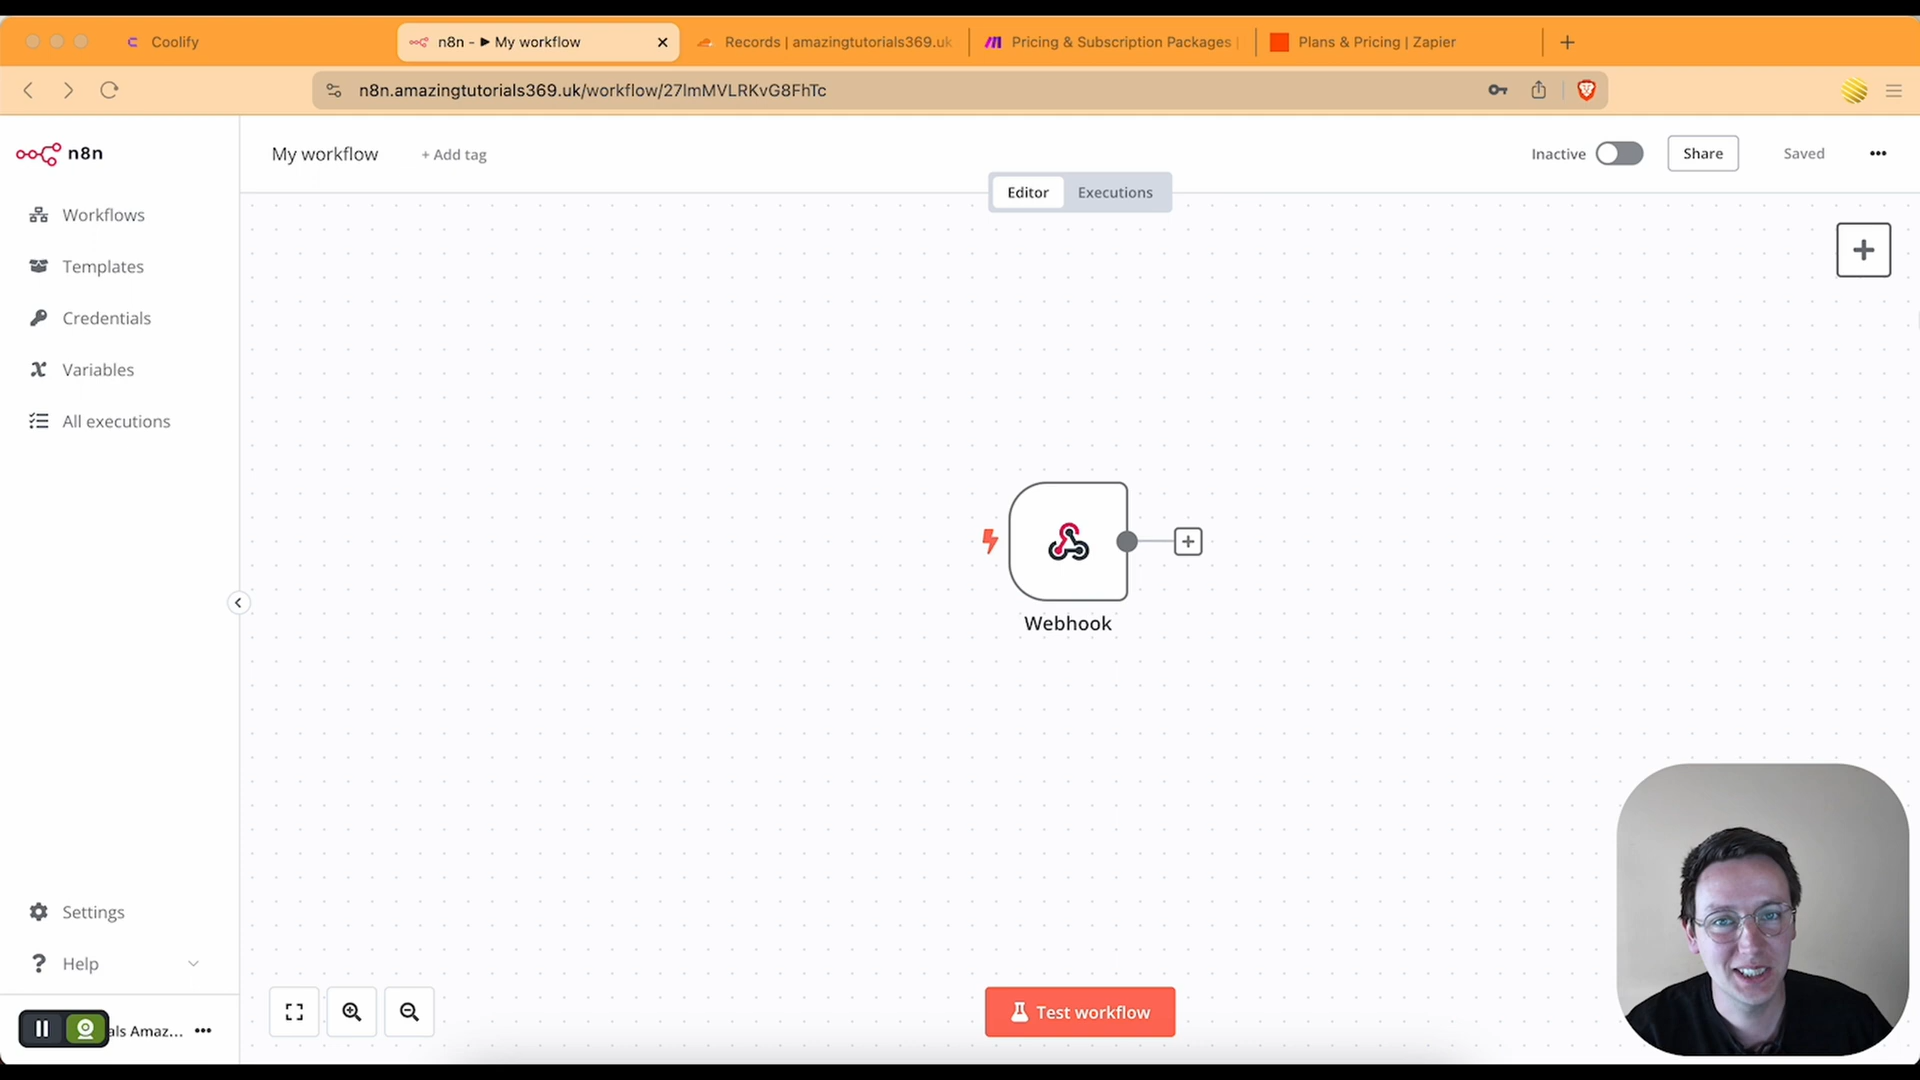 Coolify
n8n - ▶ My workflow
Records | amazingtutorials369.uk
Pricing & Subscription Packages |
Plans & Pricing | Zapier
n8n.amazingtutorials369.uk/workflow/27lmMVLRKvG8FhTc
n8n
My workflow
+ Add tag
Inactive
Share
Saved
Editor
Executions
Workflows
Templates
Credentials
Variables
All executions
Webhook
Settings
Help
als Amaz...
Test workflow